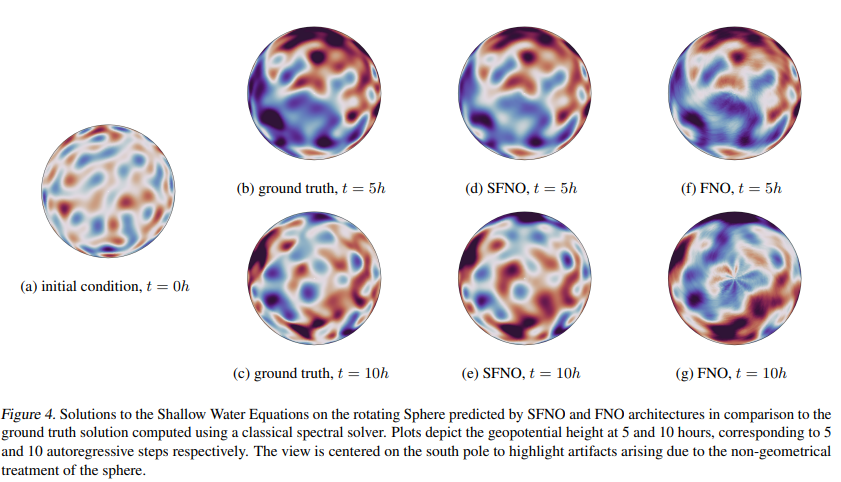 (b) ground truth, t = 5h
(d) SFNO, t = 5h
(f) FNO, t = 5h
(a) initial condition, t = 0h
(c) ground truth, t = 10h
(e) SFNO, t = 10h
(g) FNO, t = 10h
Figure 4. Solutions to the Shallow Water Equations on the rotating Sphere predicted by SFNO and FNO architectures in comparison to the
ground truth solution computed using a classical spectral solver. Plots depict the geopotential height at 5 and 10 hours, corresponding to 5
and 10 autoregressive steps respectively. The view is centered on the south pole to highlight artifacts arising due to the non-geometrical
treatment of the sphere.